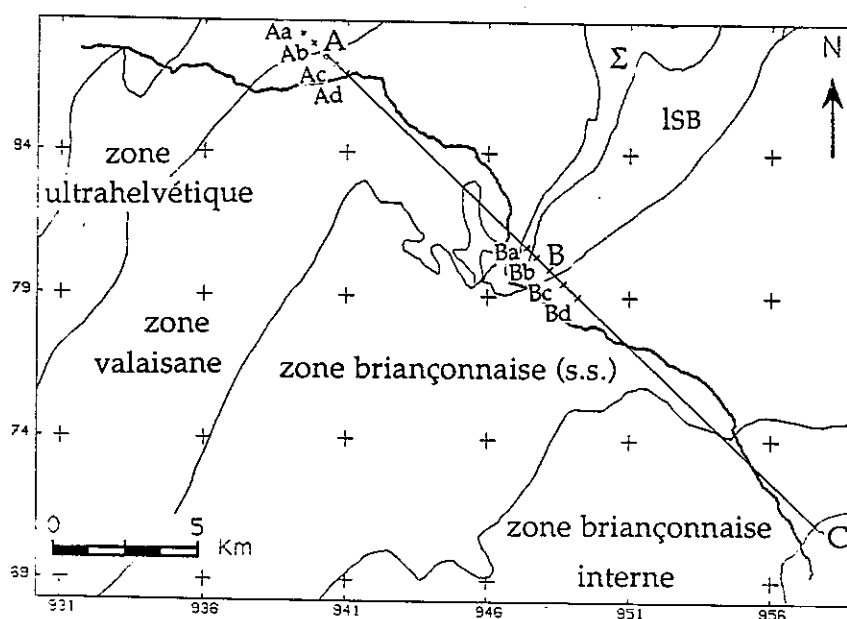 Aa
Ab
A
Ac
Ad
Σ
N
lSB
84
zone
ultrahelvétique
Ba
B
Bb
79
Bc
Bd
zone
valaisane
zone briançonnaise (s.s.)
74
0
5
Km
zone briançonnaise
interne
C
69
931
936
941
946
951
956